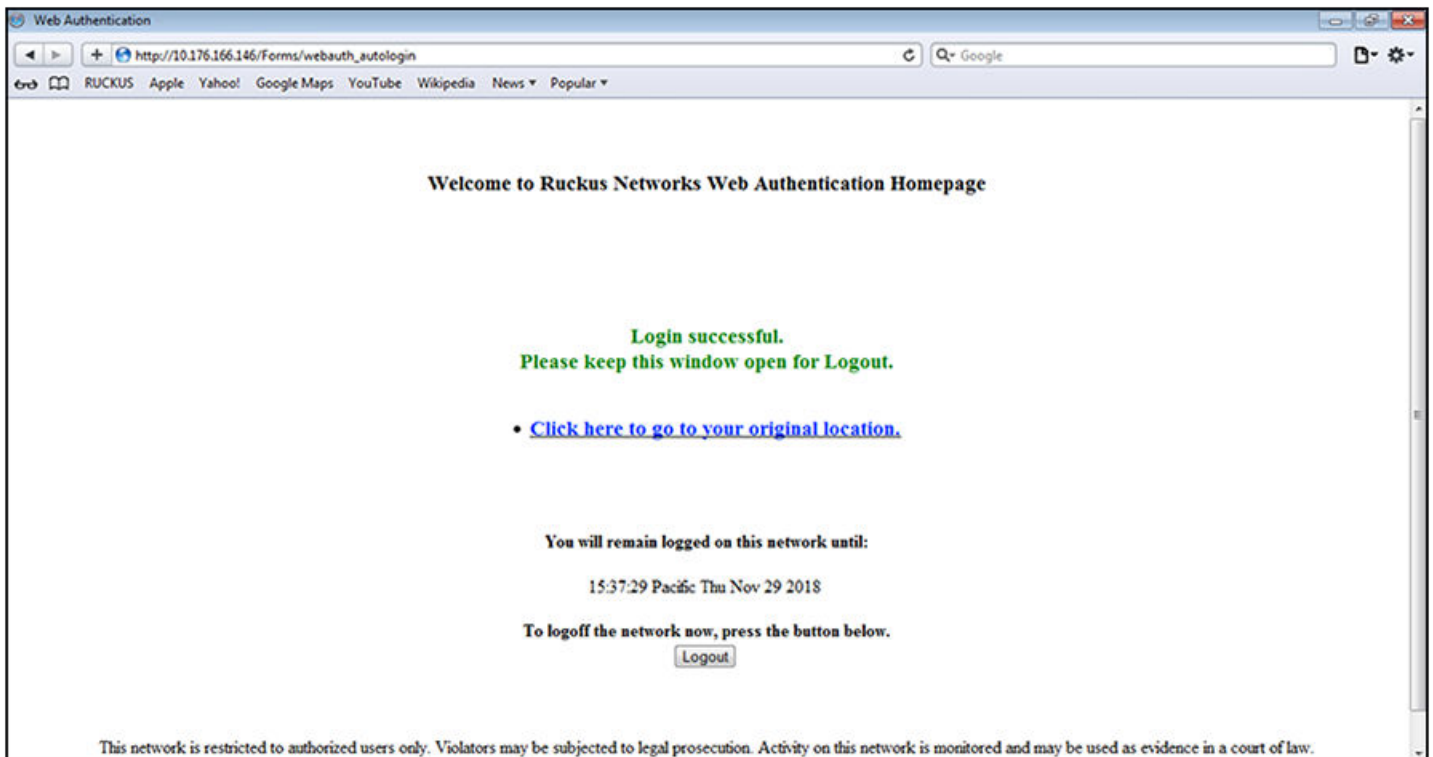 Web Authentication
http://10.176.166.146/Forms/webauth_autologin
Google
RUCKUS Apple Yahoo! Google Maps YouTube Wikipedia News Popular
Welcome to Ruckus Networks Web Authentication Homepage
Login successful.
Please keep this window open for Logout.
• Click here to go to your original location.
You will remain logged on this network until:
15:37:29 Pacific Thu Nov 29 2018
To logoff the network now, press the button below.
Logout
This network is restricted to authorized users only. Violators may be subjected to legal prosecution. Activity on this network is monitored and may be used as evidence in a court of law.